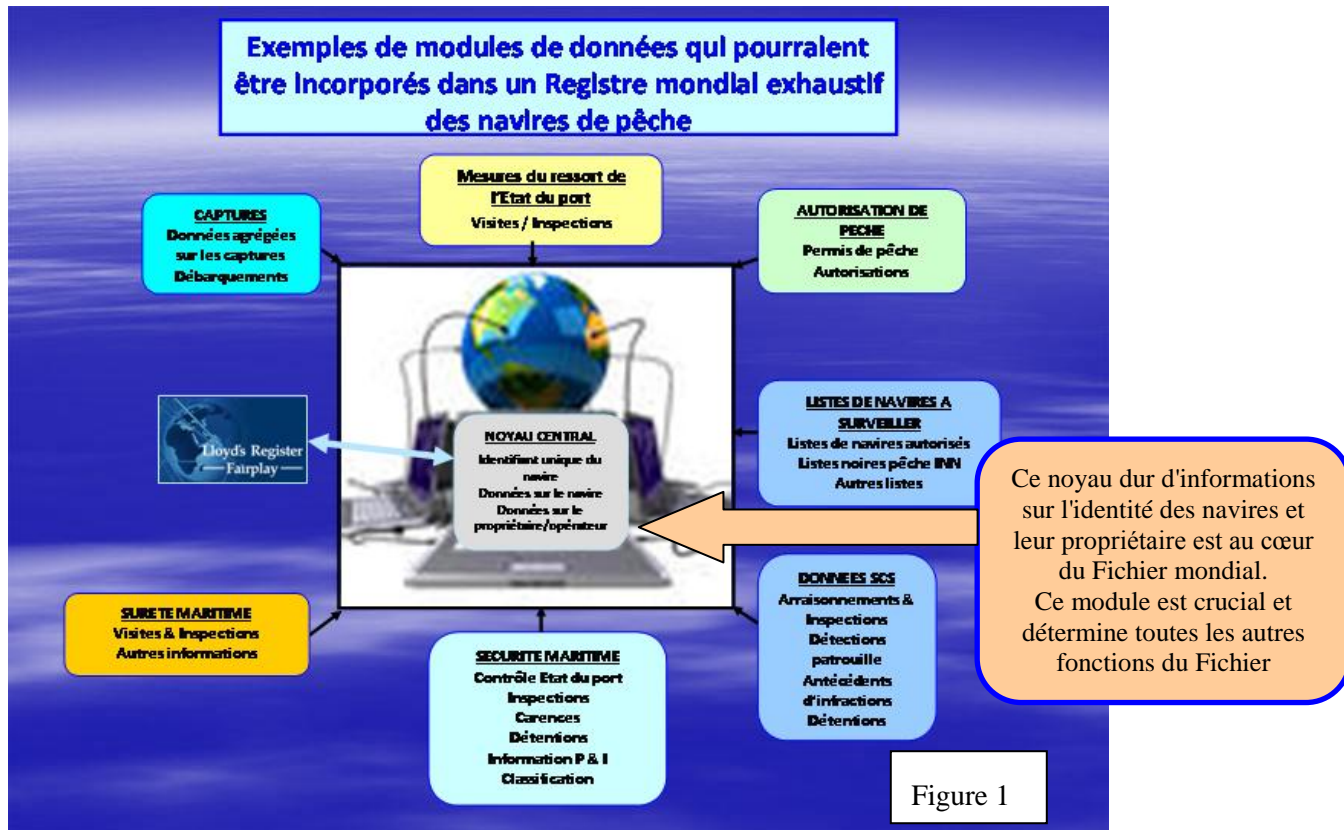 Exemples de modules de données qui pourraient
être incorporés dans un Registre mondial exhaustif
des navires de pêche
Mesures du ressort de
l'Etat du port
Visites / Inspections
CAPTURES
Données agrégées
sur les captures
Débarquements
AUTORISATION DE
PECHE
Permis de pêche
Autorisations
Lloyd's Register
Fairplay
NOYAU CENTRAL
Identifiant unique du
navire
Données sur le navire
Données sur le
propriétaire/opérateur
LISTES DE NAVIRES A
SURVEILLER
Listes de navires autorisés
Listes noires pêche INN
Autres listes
Ce noyau dur d'informations
sur l'identité des navires et
leur propriétaire est au cœur
du Fichier mondial.
Ce module est crucial et
détermine toutes les autres
fonctions du Fichier
SURETE MARITIME
Visites & Inspections
Autres informations
SECURITE MARITIME
Contrôle Etat du port
Inspections
Carences
Détentions
Information P & I
Classification
DONNEES SCS
Arraisonnements &
Inspections
Détections
patrouille
Antécédents
d'infractions
Détentions
Figure 1